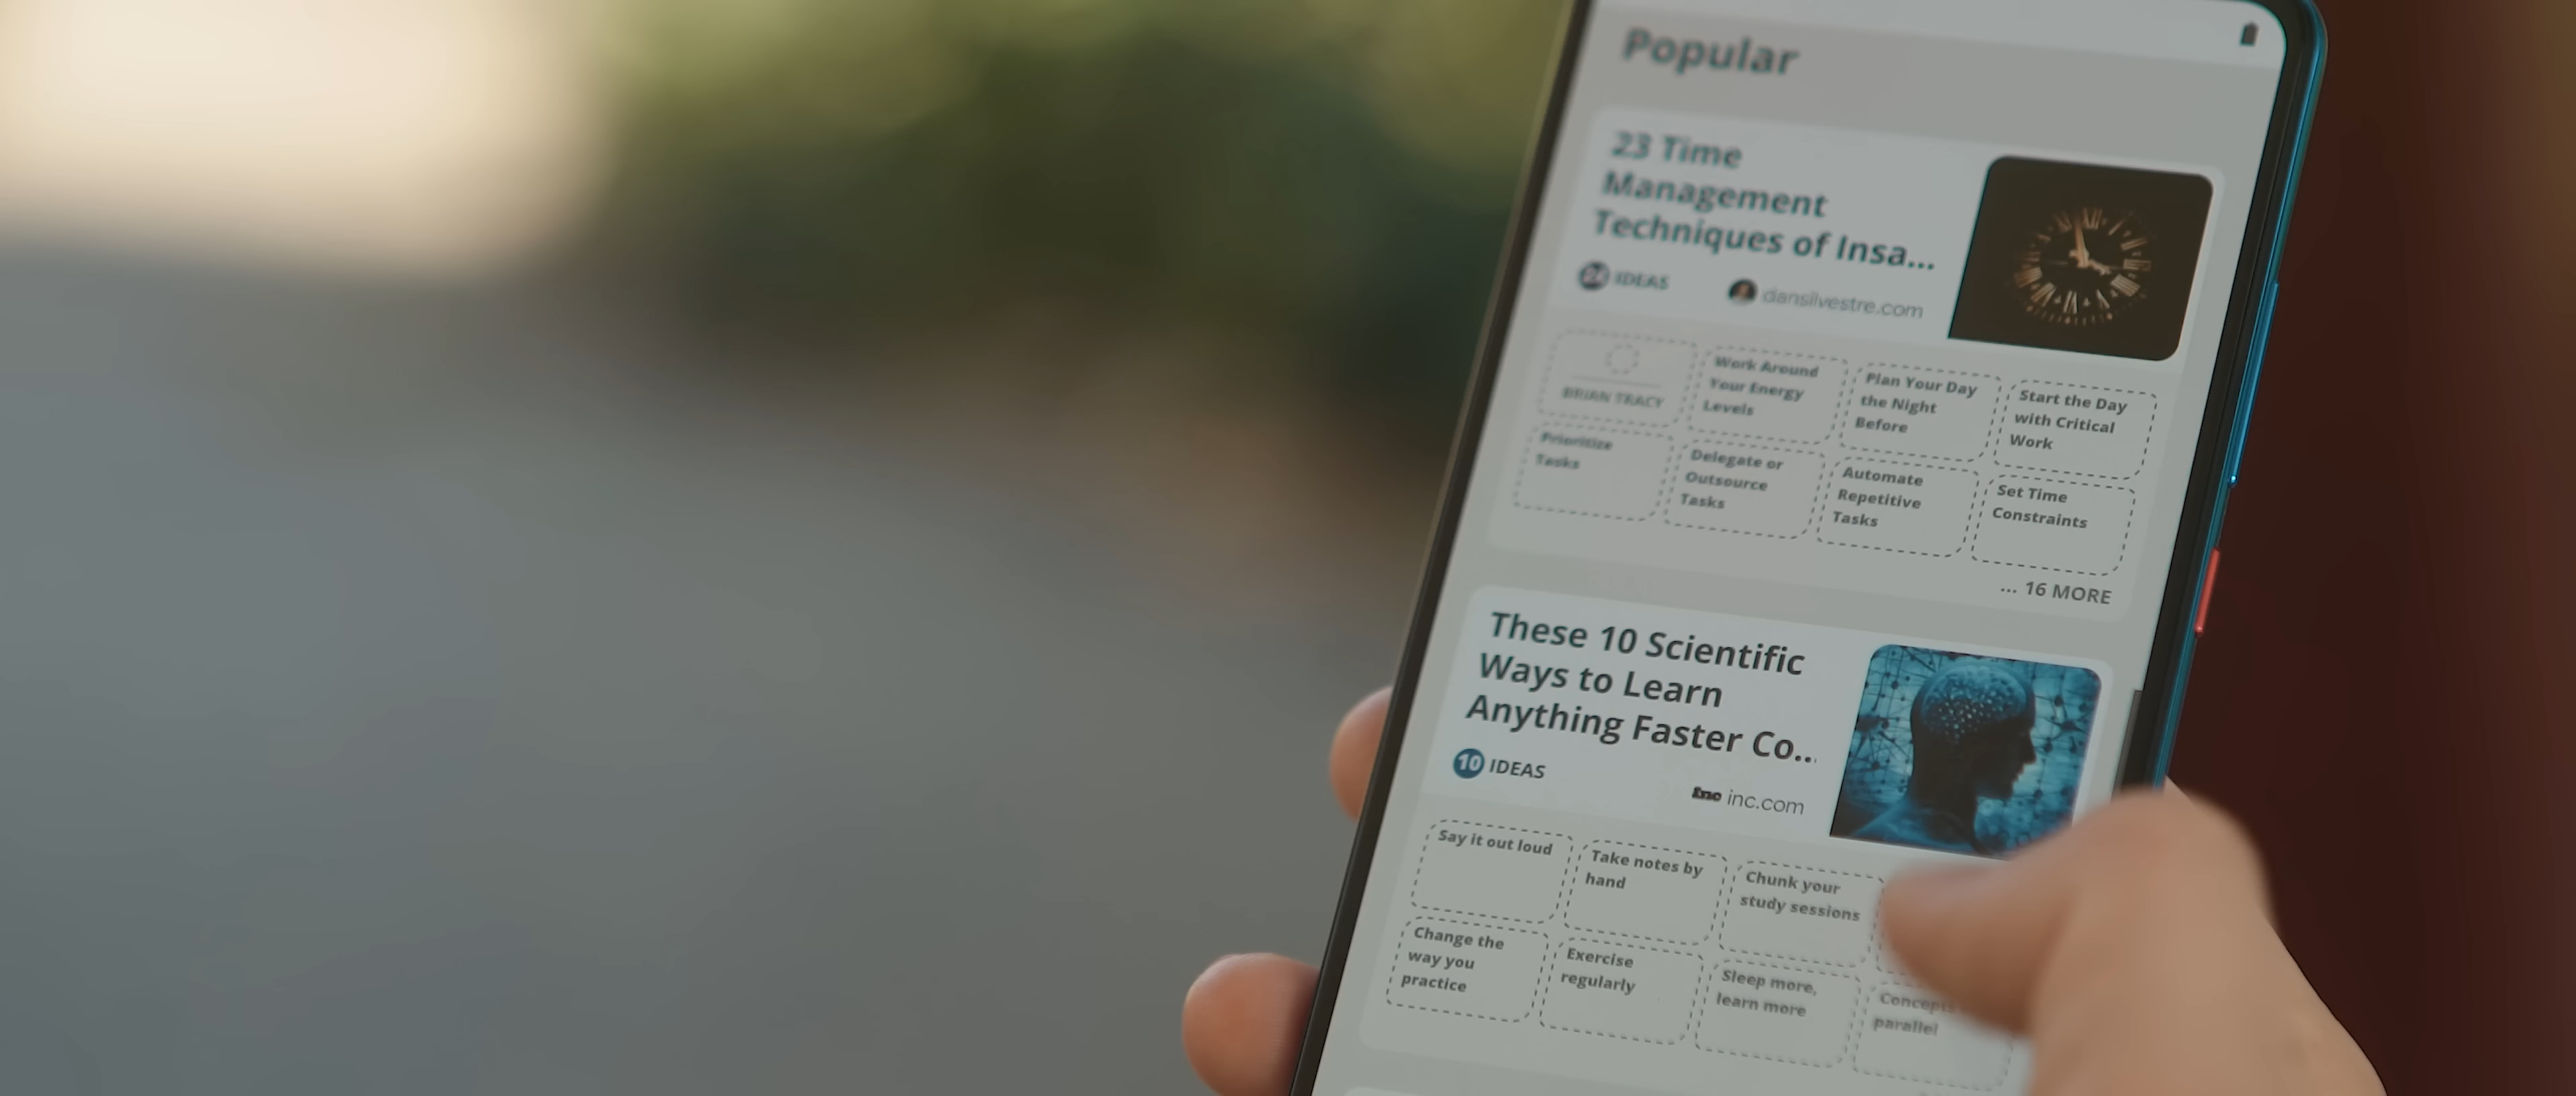 Popular
23 Time
Management
Techniques of Insa...
IDEAS
dansilvestre.com
BRIAN TRACY
Work Around
Your Energy
Levels
Plan Your Day
the Night
Before
Start the Day
with Critical
Work
Prioritize
Tasks
Delegate or
Outsource
Tasks
Automate
Repetitive
Tasks
Set Time
Constraints
... 16 MORE
These 10 Scientific
Ways to Learn
Anything Faster Co...
10 IDEAS
Inc inc.com
Say it out loud
Take notes by
hand
Chunk your
study sessions
Change the
way you
practice
Exercise
regularly
Sleep more,
learn more
parallel